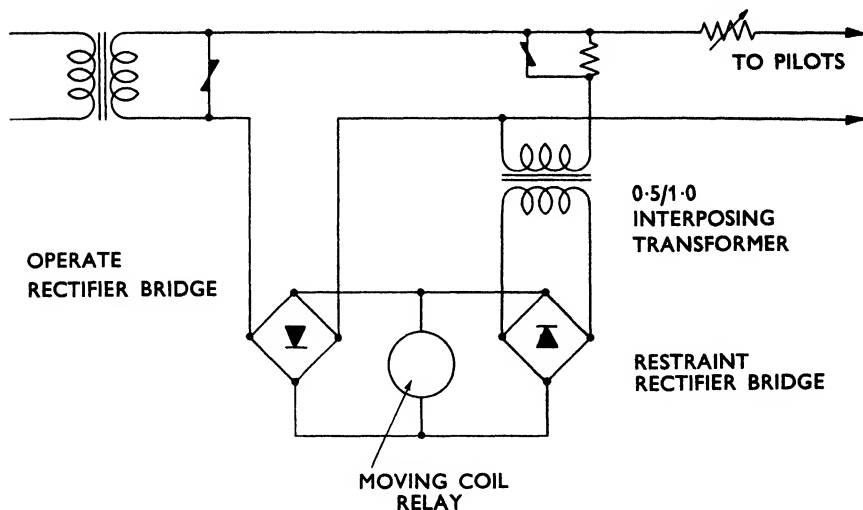 TO PILOTS
0·5/1·0
INTERPOSING
TRANSFORMER
OPERATE
RECTIFIER BRIDGE
RESTRAINT
RECTIFIER BRIDGE
MOVING COIL
RELAY